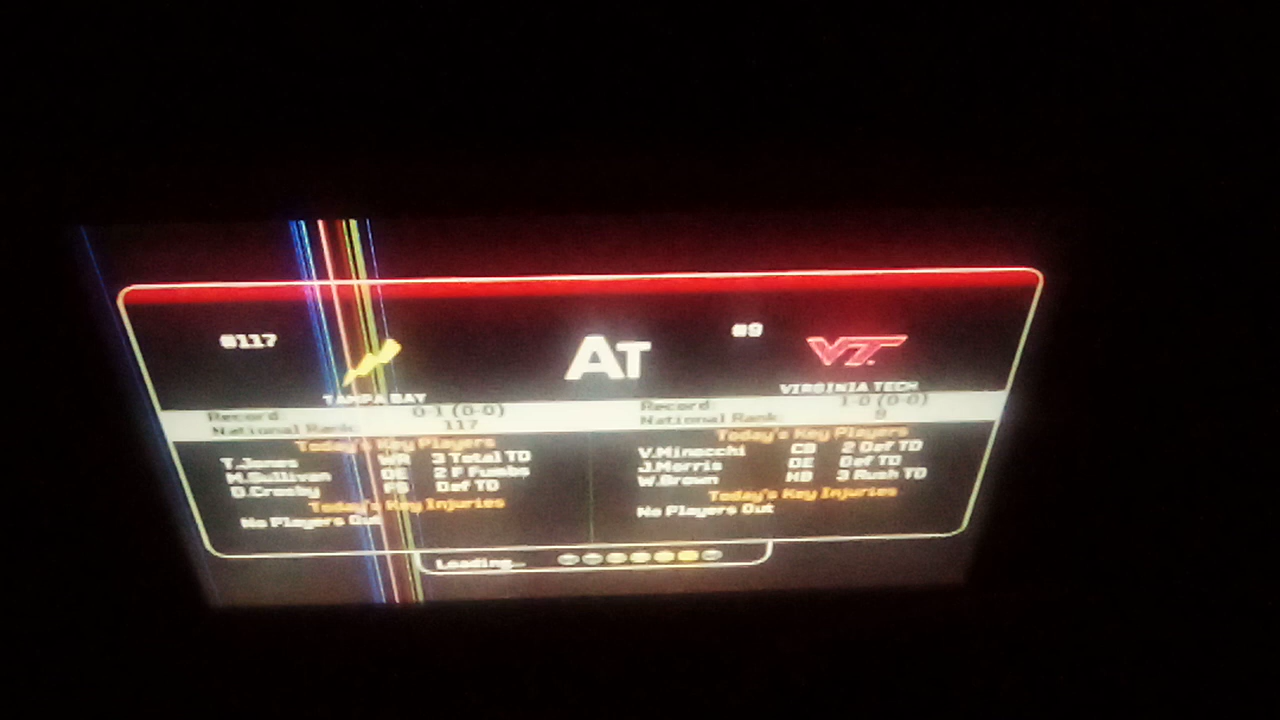 #117
AT
#9
VT
TAMPA BAY
VIRGINIA TECH
Record 0-1 (0-0)
National Rank 117
Today's Key Players
T.Jones WR 3 Total TD
M.Sullivan DE 2 F Fumbs
D.Crosby FS Def TD
Today's Key Injuries
No Players Out
Record 1-0 (0-0)
National Rank 9
Today's Key Players
V.Minocchi CB 2 Def TD
J.Morris DE Def TD
W.Brown HB 3 Rush TD
Today's Key Injuries
No Players Out
Loading...